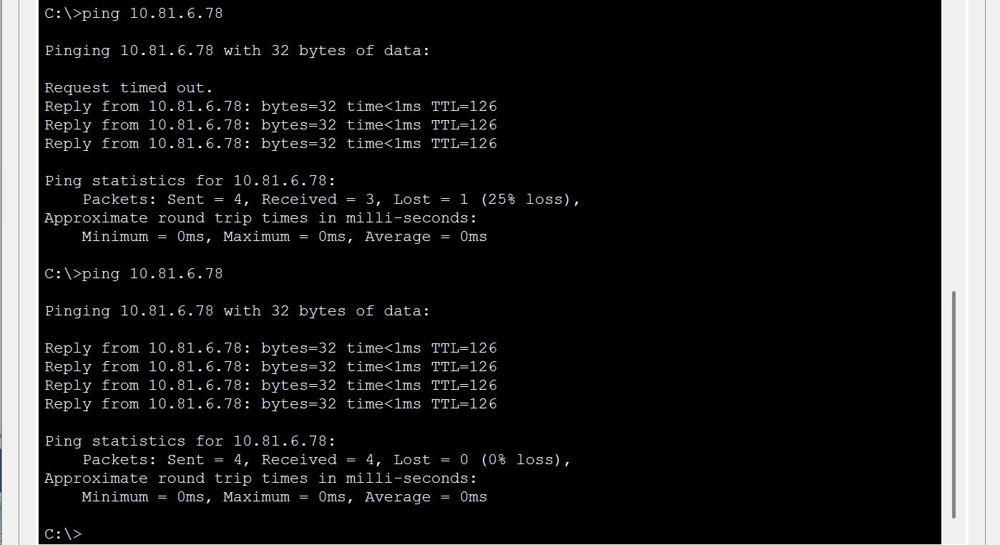 C:\>ping 10.81.6.78
Pinging 10.81.6.78 with 32 bytes of data:
Request timed out.
Reply from 10.81.6.78: bytes=32 time<1ms TTL=126
Reply from 10.81.6.78: bytes=32 time<1ms TTL=126
Reply from 10.81.6.78: bytes=32 time<1ms TTL=126
Ping statistics for 10.81.6.78:
    Packets: Sent = 4, Received = 3, Lost = 1 (25% loss),
Approximate round trip times in milli-seconds:
    Minimum = 0ms, Maximum = 0ms, Average = 0ms
C:\>ping 10.81.6.78
Pinging 10.81.6.78 with 32 bytes of data:
Reply from 10.81.6.78: bytes=32 time<1ms TTL=126
Reply from 10.81.6.78: bytes=32 time<1ms TTL=126
Reply from 10.81.6.78: bytes=32 time<1ms TTL=126
Reply from 10.81.6.78: bytes=32 time<1ms TTL=126
Ping statistics for 10.81.6.78:
    Packets: Sent = 4, Received = 4, Lost = 0 (0% loss),
Approximate round trip times in milli-seconds:
    Minimum = 0ms, Maximum = 0ms, Average = 0ms
C:\>